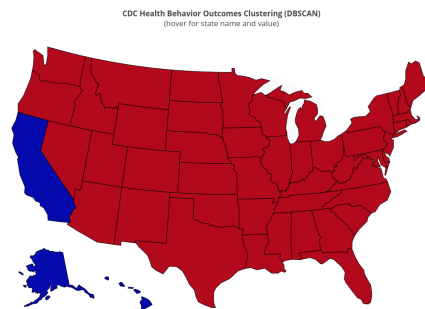 CDC Health Behavior Outcomes Clustering (DBSCAN)
(hover for state name and value)